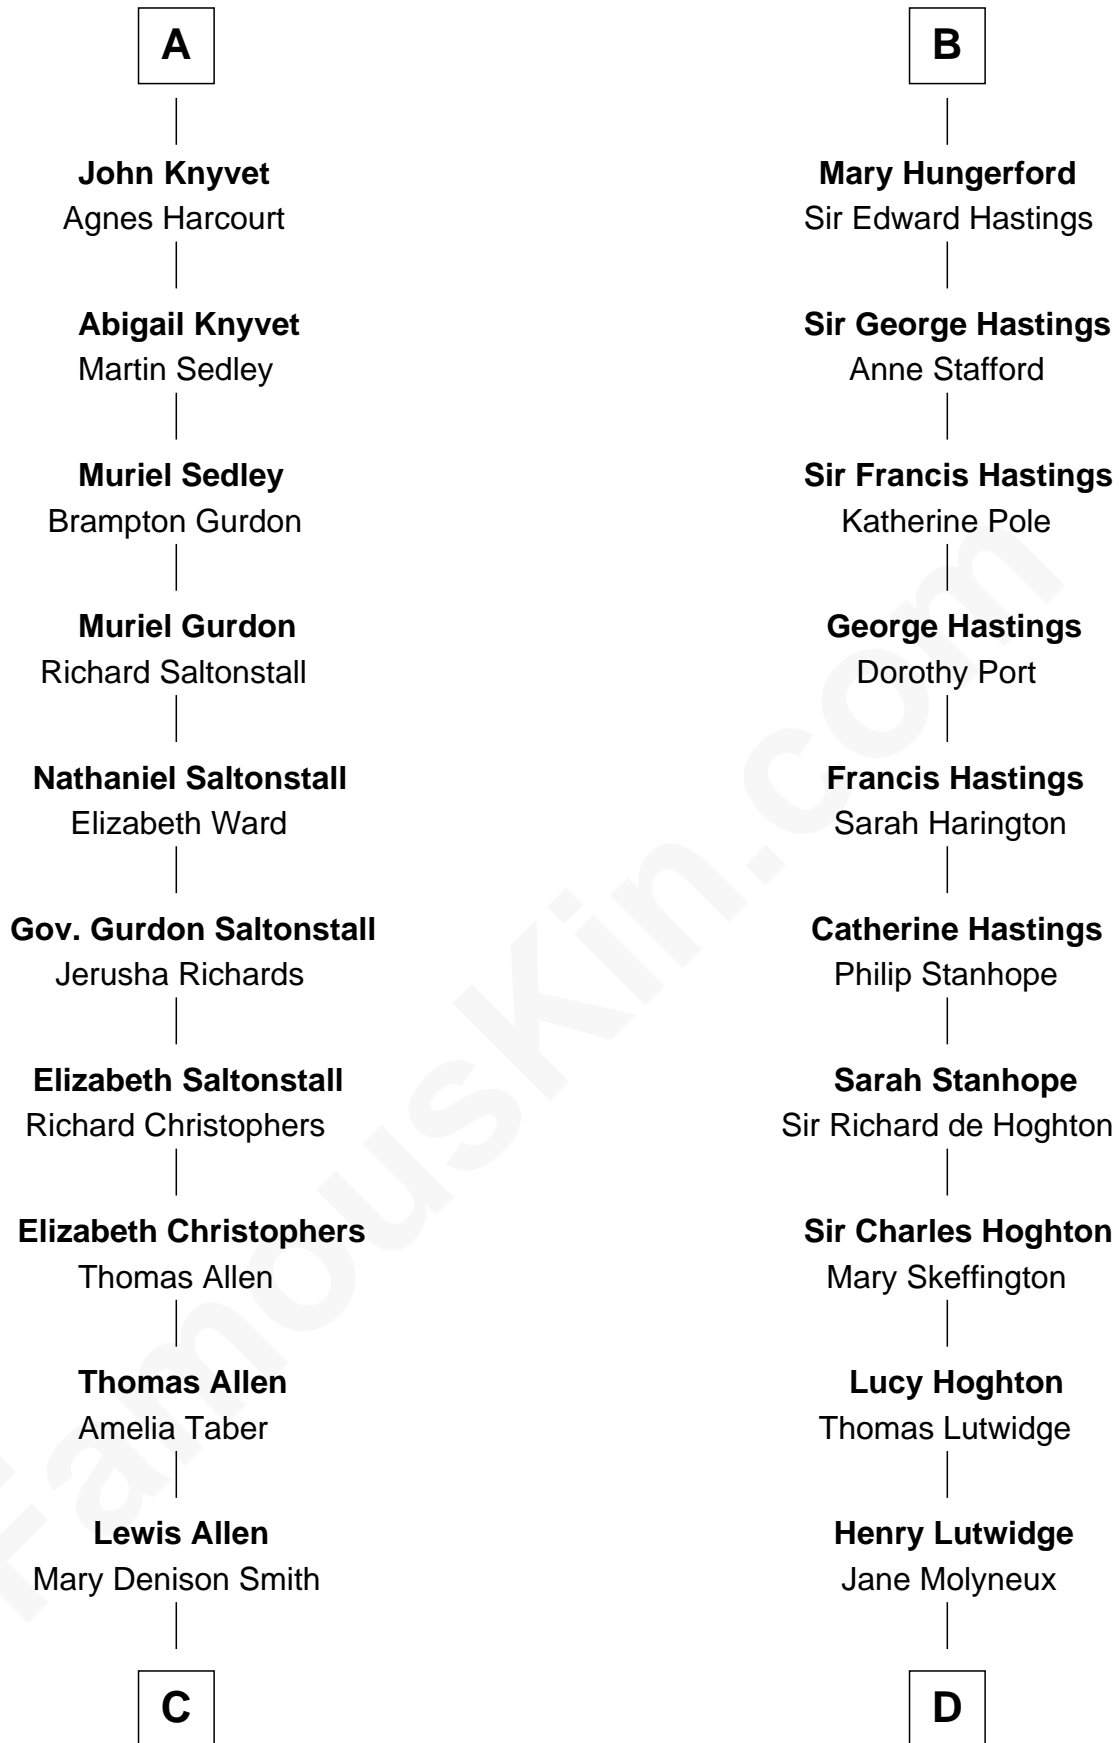 A
John Knyvet
Agnes Harcourt
Abigail Knyvet
Martin Sedley
Muriel Sedley
Brampton Gurdon
Muriel Gurdon
Richard Saltonstall
Nathaniel Saltonstall
Elizabeth Ward
Gov. Gurdon Saltonstall
Jerusha Richards
Elizabeth Saltonstall
Richard Christophers
Elizabeth Christophers
Thomas Allen
Thomas Allen
Amelia Taber
Lewis Allen
Mary Denison Smith
C
B
Mary Hungerford
Sir Edward Hastings
Sir George Hastings
Anne Stafford
Sir Francis Hastings
Katherine Pole
George Hastings
Dorothy Port
Francis Hastings
Sarah Harington
Catherine Hastings
Philip Stanhope
Sarah Stanhope
Sir Richard de Hoghton
Sir Charles Hoghton
Mary Skeffington
Lucy Hoghton
Thomas Lutwidge
Henry Lutwidge
Jane Molyneux
D
FamousKin.com